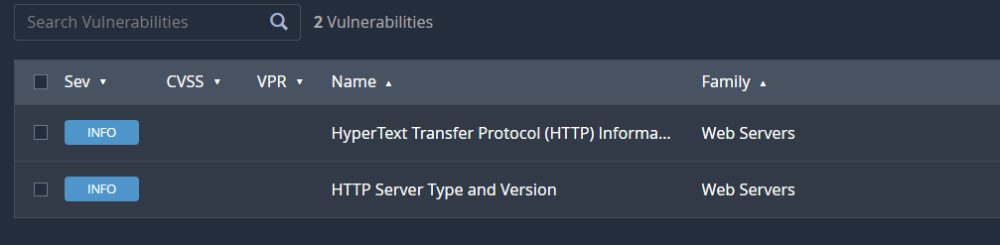 Search Vulnerabilities 2 Vulnerabilities
Sev ▼ CVSS ▼ VPR ▼ Name ▲ Family ▲
INFO HyperText Transfer Protocol (HTTP) Informa... Web Servers
INFO HTTP Server Type and Version Web Servers